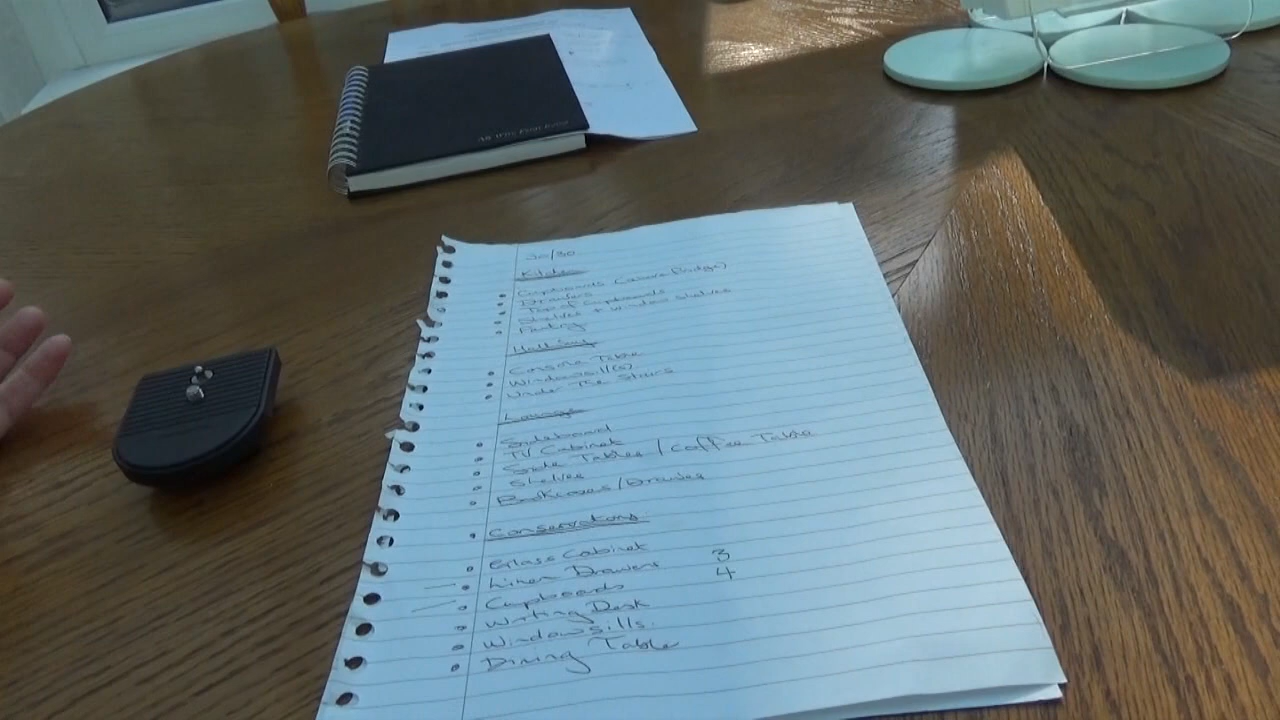 20/30
Kitchen
Cupboards (above fridge)
Drawers
Top of Cupboards
Shelves + Window Shelves
Pantry
Hallway
Console Table
Windowsill(s)
Under The Stairs
Lounge
Sideboard
TV Cabinet
Side Tables / Coffee Table
Shelves
Bookcases / Drawers
Conservatory
Glass Cabinet
Linen Drawers 3
Cupboards 4
Writing Desk
Windowsills
Dining Table